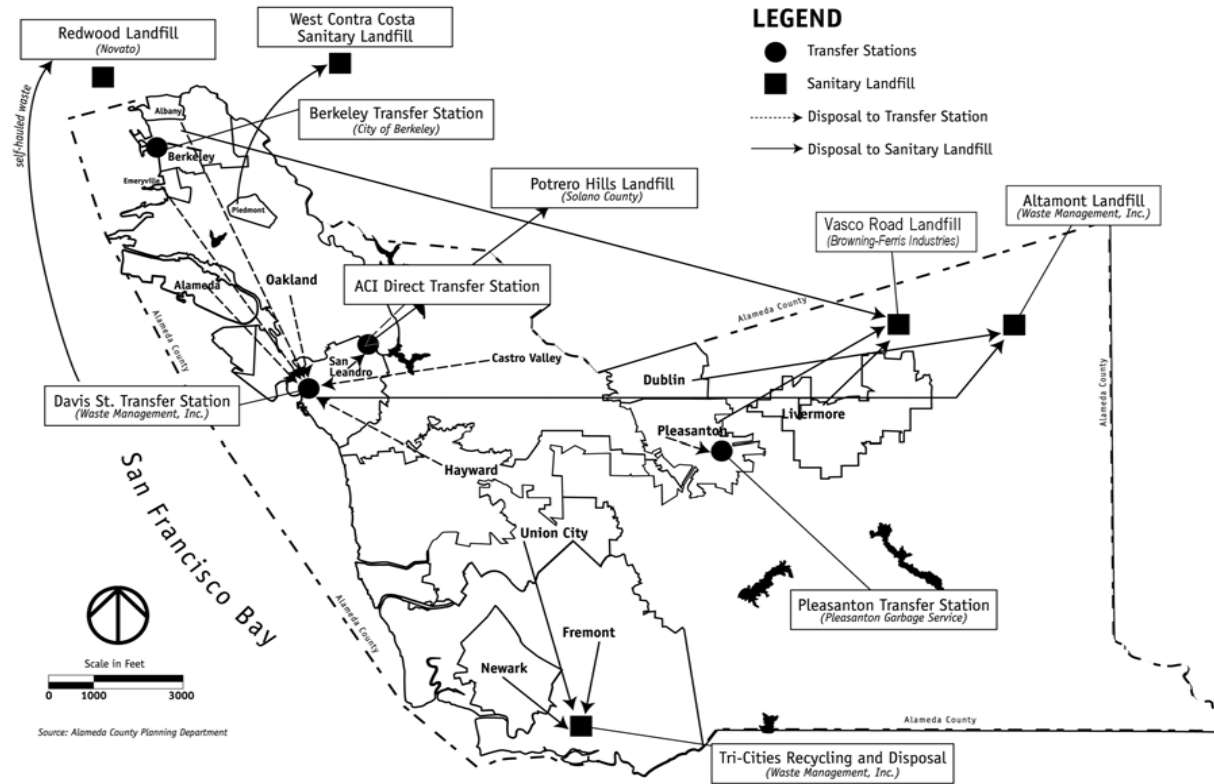 Redwood Landfill
(Novato)
West Contra Costa
Sanitary Landfill
LEGEND
Transfer Stations
Sanitary Landfill
Disposal to Transfer Station
Disposal to Sanitary Landfill
self-hauled waste
Albany
Berkeley Transfer Station
(City of Berkeley)
Berkeley
Emeryville
Piedmont
Potrero Hills Landfill
(Solano County)
Altamont Landfill
(Waste Management, Inc.)
Vasco Road Landfill
(Browning-Ferris Industries)
Oakland
Alameda
ACI Direct Transfer Station
Alameda County
Alameda County
Alameda County
San
Leandro
Castro Valley
Dublin
Davis St. Transfer Station
(Waste Management, Inc.)
Livermore
Pleasanton
Hayward
San Francisco Bay
Union City
Pleasanton Transfer Station
(Pleasanton Garbage Service)
Alameda County
Fremont
Newark
Scale in Feet
0 1000 3000
Source: Alameda County Planning Department
Alameda County
Tri-Cities Recycling and Disposal
(Waste Management, Inc.)